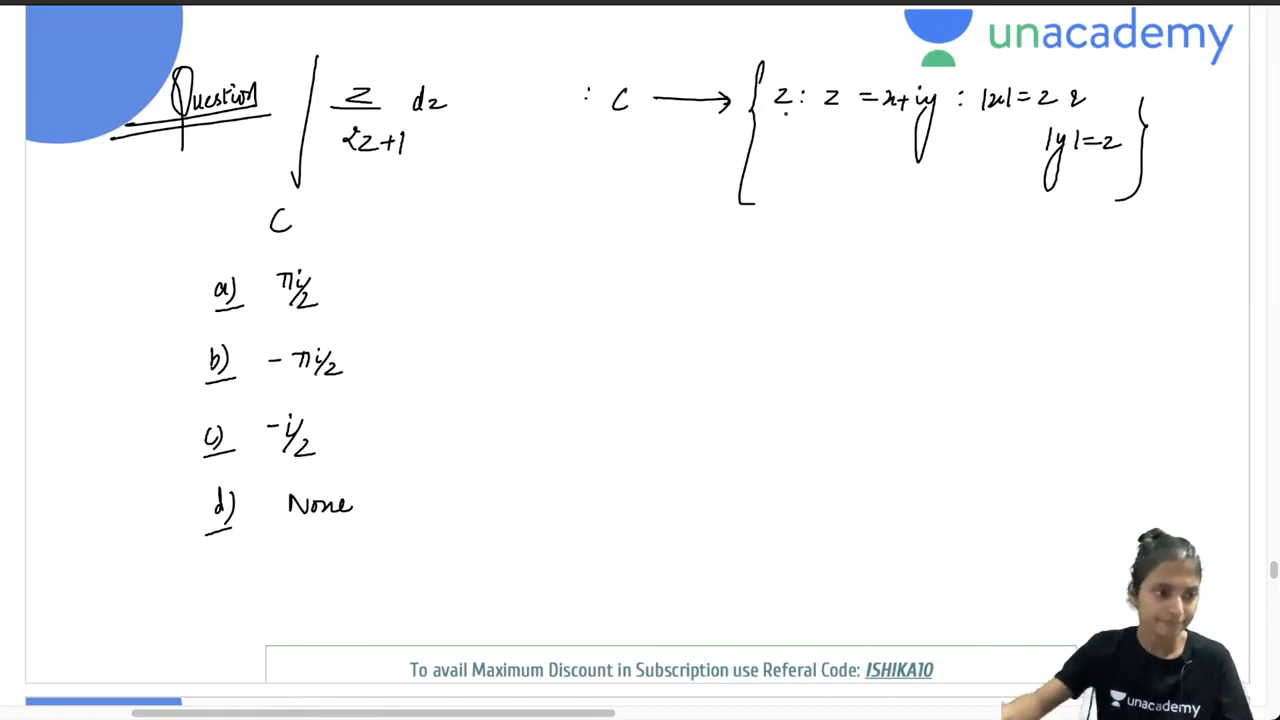 unacademy
Question ∫ z/(2z+1) dz : C → { z : z = x+iy : |x| = 2 &
|y| = 2 }
C
a) πi/2
b) - πi/2
c) - i/2
d) None
To avail Maximum Discount in Subscription use Referal Code: ISHIKA10
unacademy